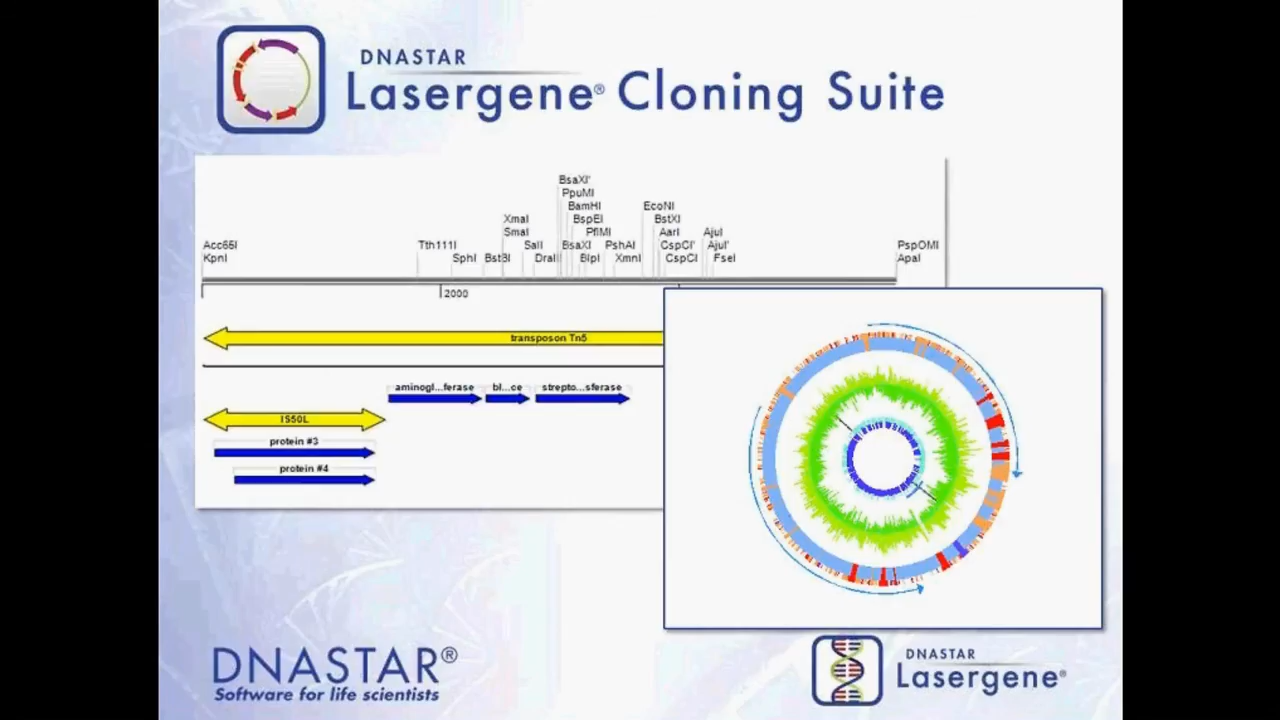 DNASTAR
Lasergene® Cloning Suite
BsaXI'
PpuMI
BamHI
EcoNI
XmaI
BspEI
BstXI
SmaI
PflMI
AarI
AjuI
Acc65I
Tth111I
SalI
BsaXI
PshAI
CspCI'
AjuI'
PspOMI
KpnI
SphI
BstBI
DraIII
BlpI
XmnI
CspCI
FseI
ApaI
2000
transposon Tn5
aminogl...ferase
bl...ce
strepto...sferase
IS50L
protein #3
protein #4
DNASTAR®
Software for life scientists
DNASTAR
Lasergene®